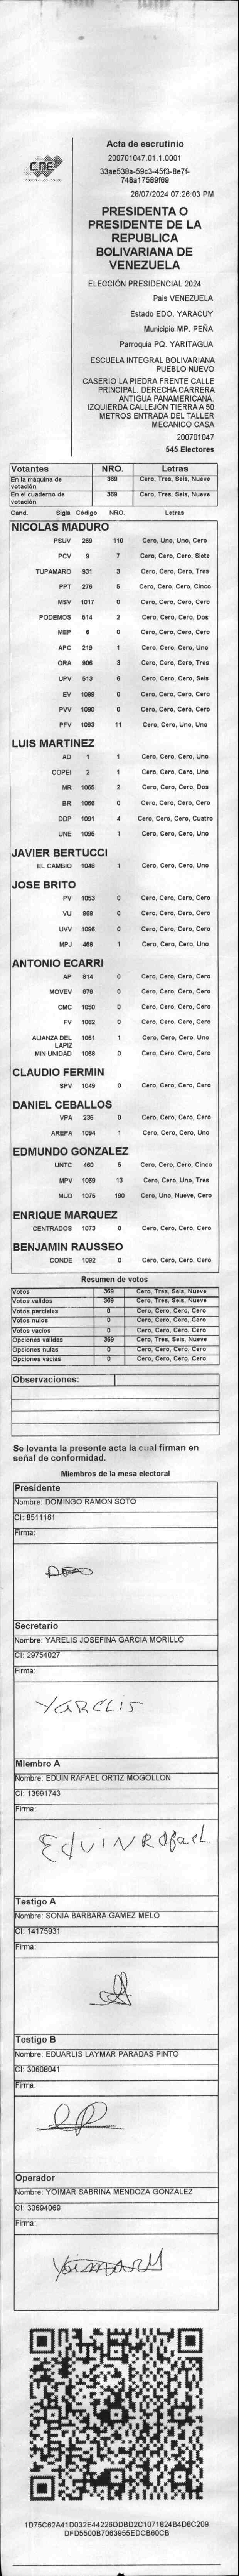 CNE
Acta de escrutinio
200701047.01.1.0001
33ae538a-59c3-45f3-8e7f-
748a17589f69
28/07/2024 07:26:03 PM
PRESIDENTA O
PRESIDENTE DE LA
REPUBLICA
BOLIVARIANA DE
VENEZUELA
ELECCIÓN PRESIDENCIAL 2024
Pais VENEZUELA
Estado EDO. YARACUY
Municipio MP. PEÑA
Parroquia PQ. YARITAGUA
ESCUELA INTEGRAL BOLIVARIANA
PUEBLO NUEVO
CASERIO LA PIEDRA FRENTE CALLE
PRINCIPAL. DERECHA CARRERA
ANTIGUA PANAMERICANA.
IZQUIERDA CALLEJON TIERRA A 50
METROS ENTRADA DEL TALLER
MECANICO CASA
200701047
545 Electores
Votantes NRO. Letras
En la máquina de votación 369 Cero, Tres, Seis, Nueve
En el cuaderno de votación 369 Cero, Tres, Seis, Nueve
Cand. Sigla Código NRO. Letras
NICOLAS MADURO
PSUV 269 110 Cero, Uno, Uno, Cero
PCV 9 7 Cero, Cero, Cero, Siete
TUPAMARO 931 3 Cero, Cero, Cero, Tres
PPT 276 5 Cero, Cero, Cero, Cinco
MSV 1017 0 Cero, Cero, Cero, Cero
PODEMOS 514 2 Cero, Cero, Cero, Dos
MEP 6 0 Cero, Cero, Cero, Cero
APC 219 1 Cero, Cero, Cero, Uno
ORA 906 3 Cero, Cero, Cero, Tres
UPV 513 6 Cero, Cero, Cero, Seis
EV 1089 0 Cero, Cero, Cero, Cero
PVV 1090 0 Cero, Cero, Cero, Cero
PFV 1093 11 Cero, Cero, Uno, Uno
LUIS MARTINEZ
AD 1 1 Cero, Cero, Cero, Uno
COPEI 2 1 Cero, Cero, Cero, Uno
MR 1065 2 Cero, Cero, Cero, Dos
BR 1086 0 Cero, Cero, Cero, Cero
DDP 1091 4 Cero, Cero, Cero, Cuatro
UNE 1095 1 Cero, Cero, Cero, Uno
JAVIER BERTUCCI
EL CAMBIO 1048 1 Cero, Cero, Cero, Uno
JOSE BRITO
PV 1053 0 Cero, Cero, Cero, Cero
VU 868 0 Cero, Cero, Cero, Cero
UVV 1096 0 Cero, Cero, Cero, Cero
MPJ 458 1 Cero, Cero, Cero, Uno
ANTONIO ECARRI
AP 814 0 Cero, Cero, Cero, Cero
MOVEV 878 0 Cero, Cero, Cero, Cero
CMC 1050 0 Cero, Cero, Cero, Cero
FV 1062 0 Cero, Cero, Cero, Cero
ALIANZA DEL LAPIZ 1051 1 Cero, Cero, Cero, Uno
MIN UNIDAD 1068 0 Cero, Cero, Cero, Cero
CLAUDIO FERMIN
SPV 1049 0 Cero, Cero, Cero, Cero
DANIEL CEBALLOS
VPA 236 0 Cero, Cero, Cero, Cero
AREPA 1094 1 Cero, Cero, Cero, Uno
EDMUNDO GONZALEZ
UNTC 460 5 Cero, Cero, Cero, Cinco
MPV 1069 13 Cero, Cero, Uno, Tres
MUD 1075 190 Cero, Uno, Nueve, Cero
ENRIQUE MARQUEZ
CENTRADOS 1073 0 Cero, Cero, Cero, Cero
BENJAMIN RAUSSEO
CONDE 1092 0 Cero, Cero, Cero, Cero
Resumen de votos
Votos 369 Cero, Tres, Seis, Nueve
Votos validos 369 Cero, Tres, Seis, Nueve
Votos parciales 0 Cero, Cero, Cero, Cero
Votos nulos 0 Cero, Cero, Cero, Cero
Votos vacios 0 Cero, Cero, Cero, Cero
Opciones validas 369 Cero, Tres, Seis, Nueve
Opciones nulas 0 Cero, Cero, Cero, Cero
Opciones vacias 0 Cero, Cero, Cero, Cero
Observaciones:
Se levanta la presente acta la cual firman en
señal de conformidad.
Miembros de la mesa electoral
Presidente
Nombre: DOMINGO RAMON SOTO
CI: 8511161
Firma:
Secretario
Nombre: YARELIS JOSEFINA GARCIA MORILLO
CI: 29754027
Firma:
YARELIS
Miembro A
Nombre: EDUIN RAFAEL ORTIZ MOGOLLON
CI: 13991743
Firma:
EduiN RafaeL
Testigo A
Nombre: SONIA BARBARA GAMEZ MELO
CI: 14175931
Firma:
Testigo B
Nombre: EDUARLIS LAYMAR PARADAS PINTO
CI: 30608041
Firma:
Operador
Nombre: YOIMAR SABRINA MENDOZA GONZALEZ
CI: 30694069
Firma:
Yoimar M
1D75C62A41D032E44226DDBD2C1071824B4D8C209
DFD5500B7063955EDCB60CB